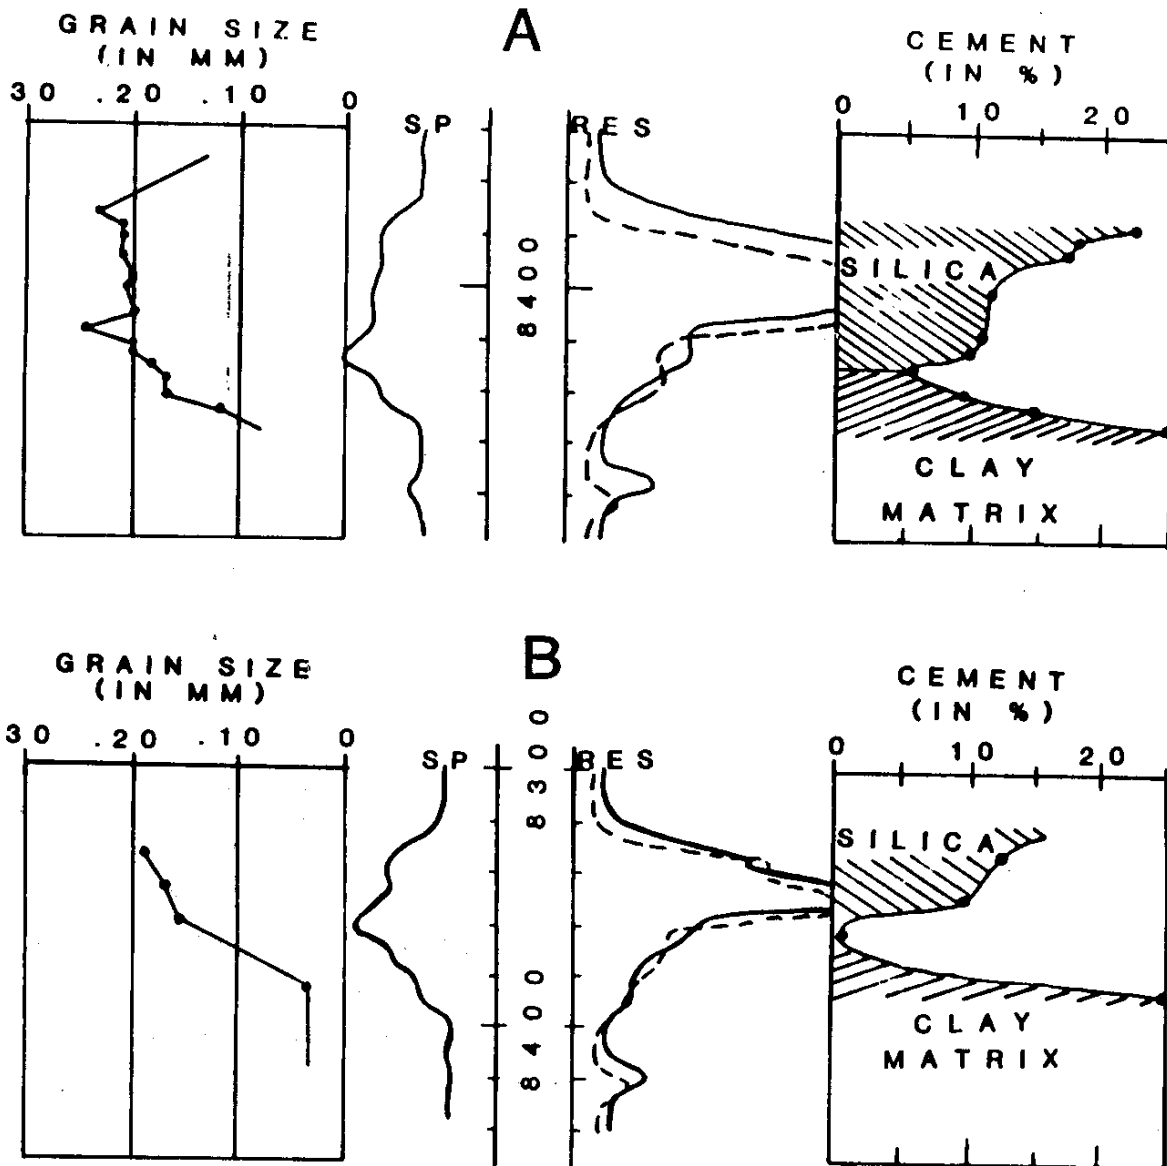 A
GRAIN SIZE
(IN MM)
30 .20 .10 0
SP
RES
8400
CEMENT
(IN %)
0 10 20
SILICA
CLAY
MATRIX
B
GRAIN SIZE
(IN MM)
30 .20 .10 0
SP
RES
8300
8400
CEMENT
(IN %)
0 10 20
SILICA
CLAY
MATRIX